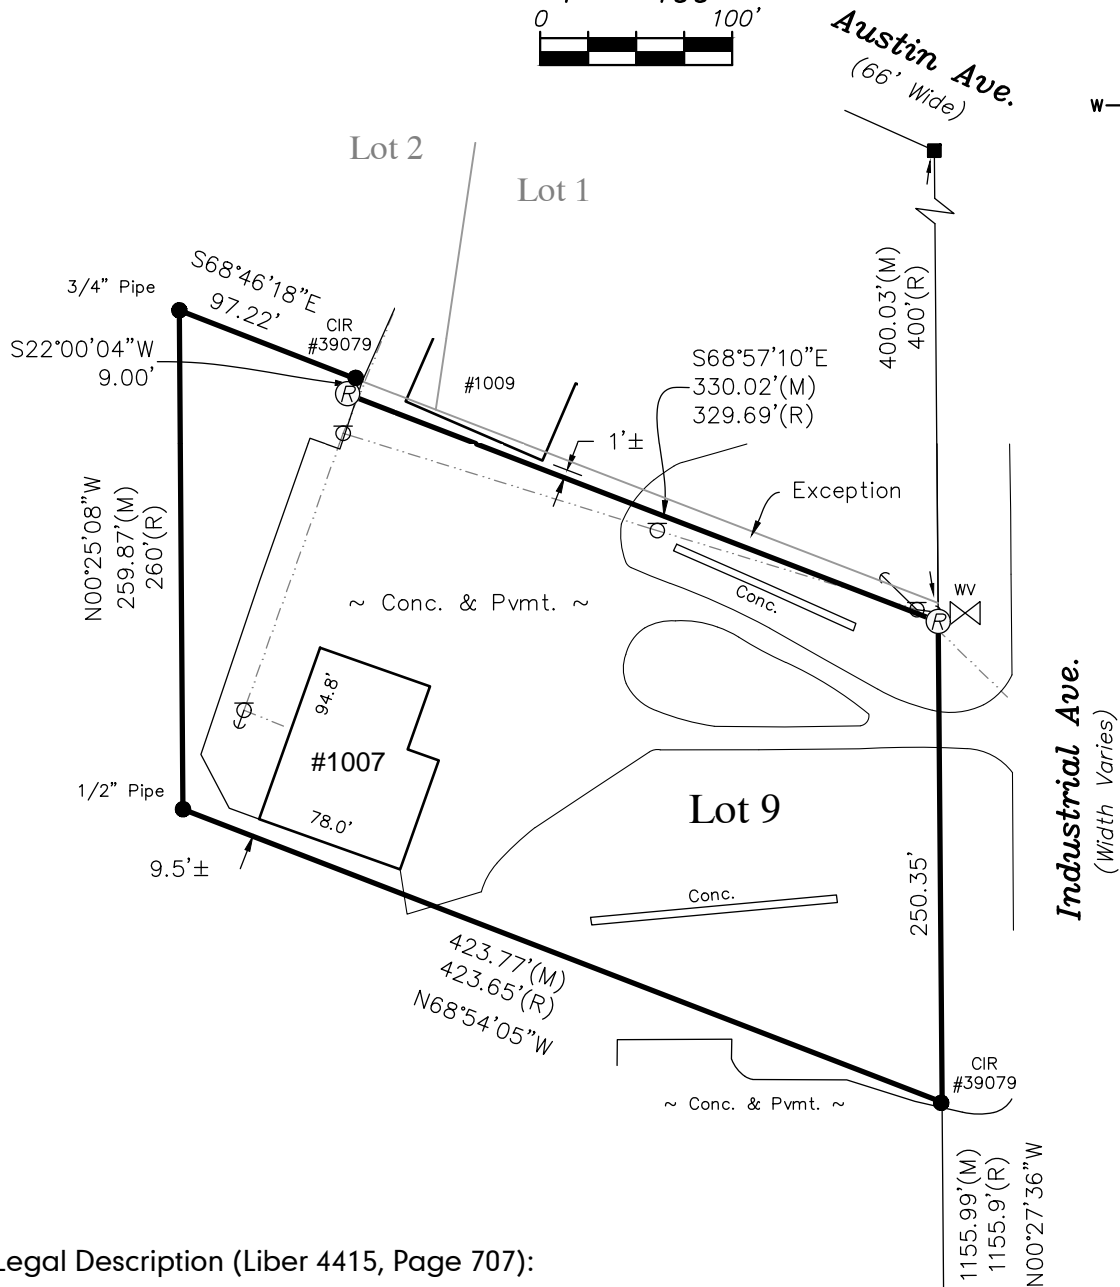 0
100'
Austin Ave.
(66' Wide)
W
Lot 2
Lot 1
S68°46'18"E
97.22'
3/4" Pipe
CIR
#39079
S22°00'04"W
9.00'
R
#1009
400.03'(M)
400'(R)
S68°57'10"E
330.02'(M)
329.69'(R)
1'±
Exception
N00°25'08"W
259.87'(M)
260'(R)
~ Conc. & Pvmt. ~
Conc.
WV
R
94.8'
#1007
78.0'
1/2" Pipe
9.5'±
Lot 9
Industrial Ave.
(Width Varies)
250.35'
Conc.
423.77'(M)
423.65'(R)
N68°54'05"W
CIR
#39079
~ Conc. & Pvmt. ~
1155.99'(M)
1155.9'(R)
N00°27'36"W
Legal Description (Liber 4415, Page 707):